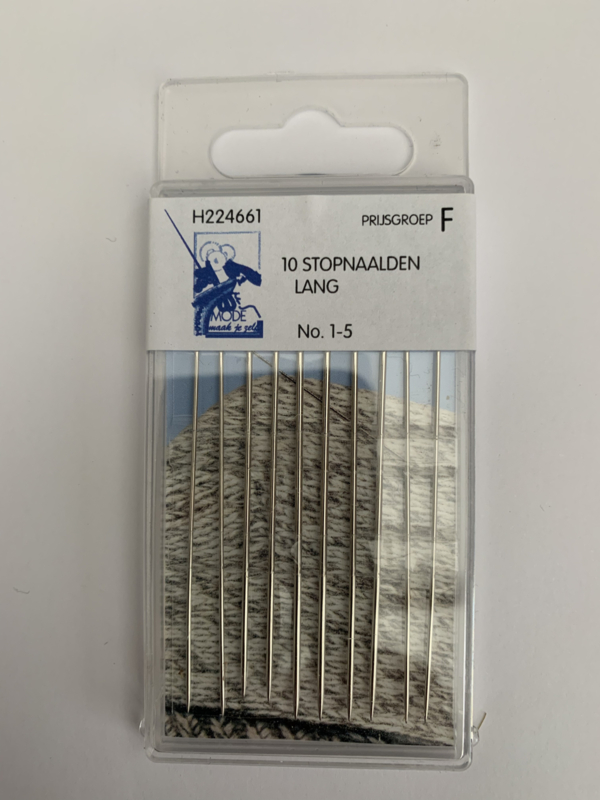 H224661
PRIJSGROEP F
10 STOPNAALDEN
LANG
No. 1-5
MODE
maak je zelf